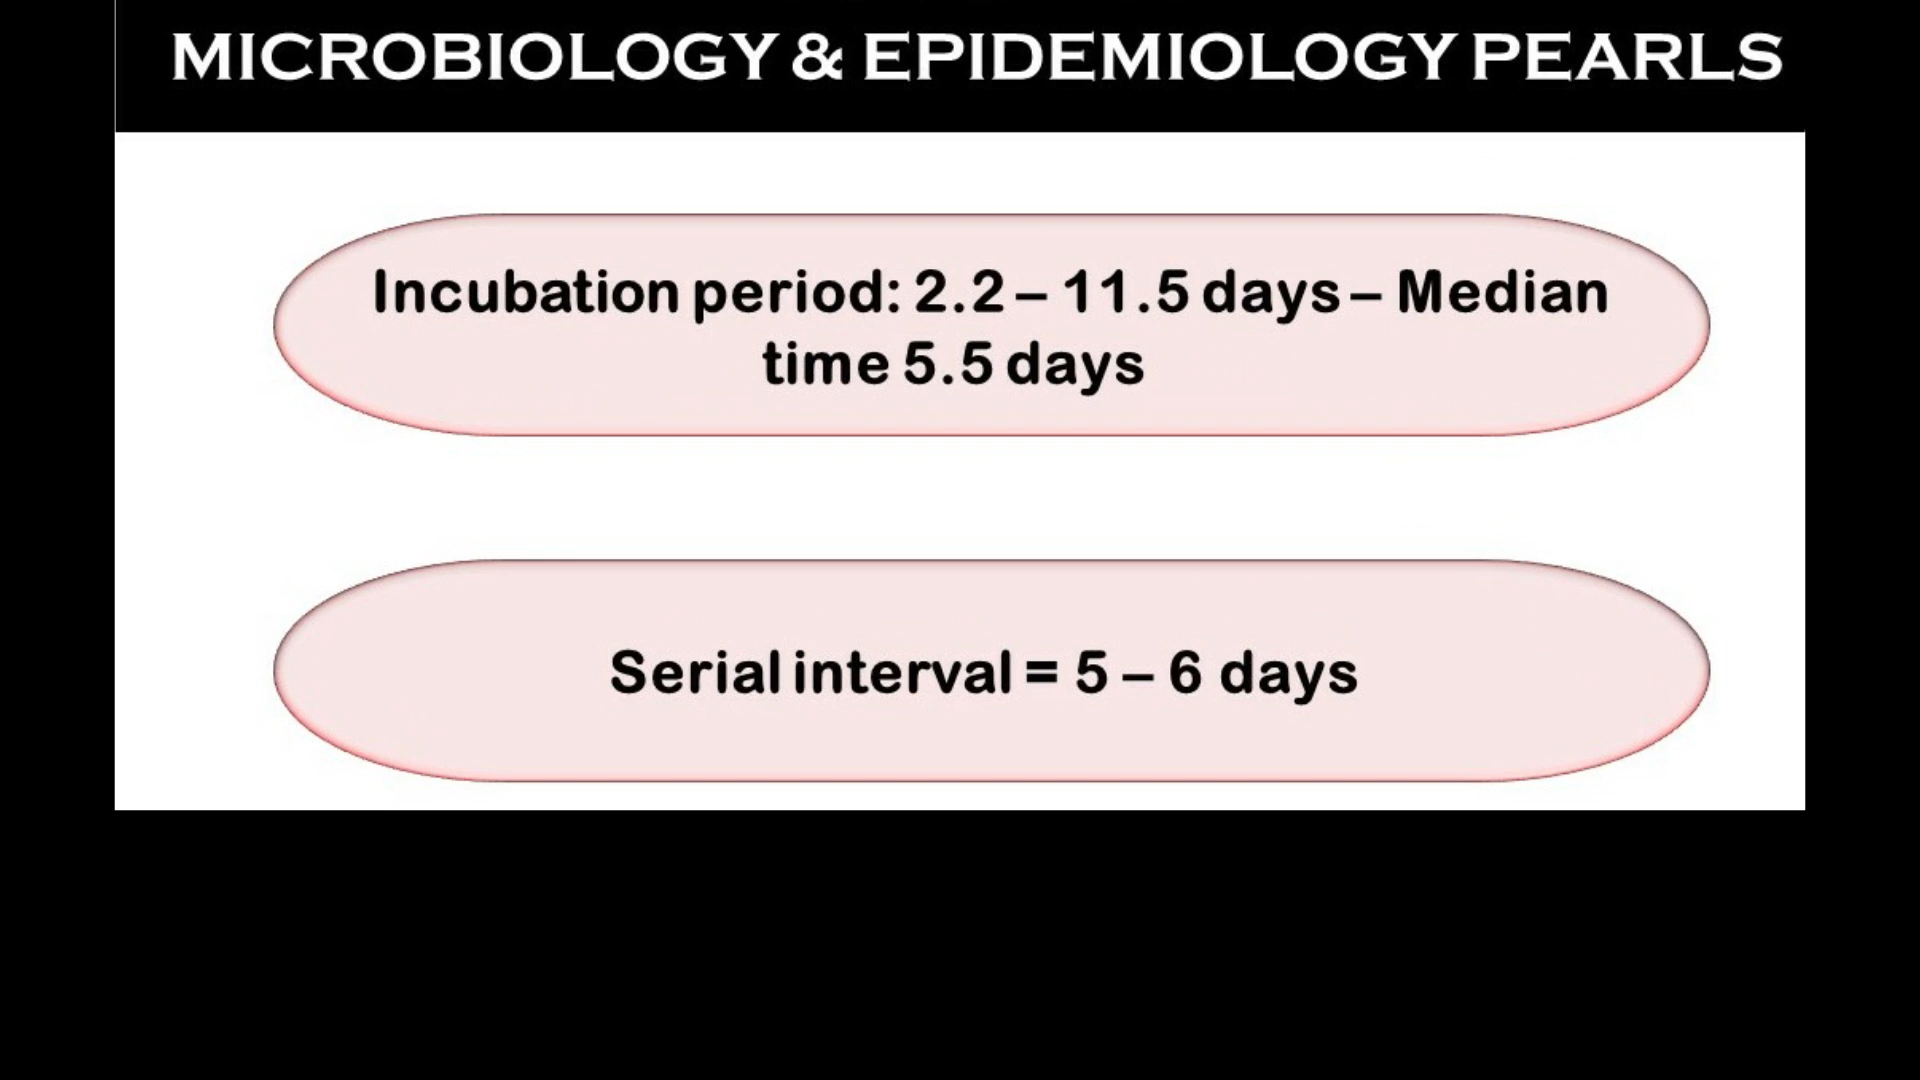 MICROBIOLOGY & EPIDEMIOLOGY PEARLS
Incubation period: 2.2 – 11.5 days – Median
time 5.5 days
Serial interval = 5 – 6 days